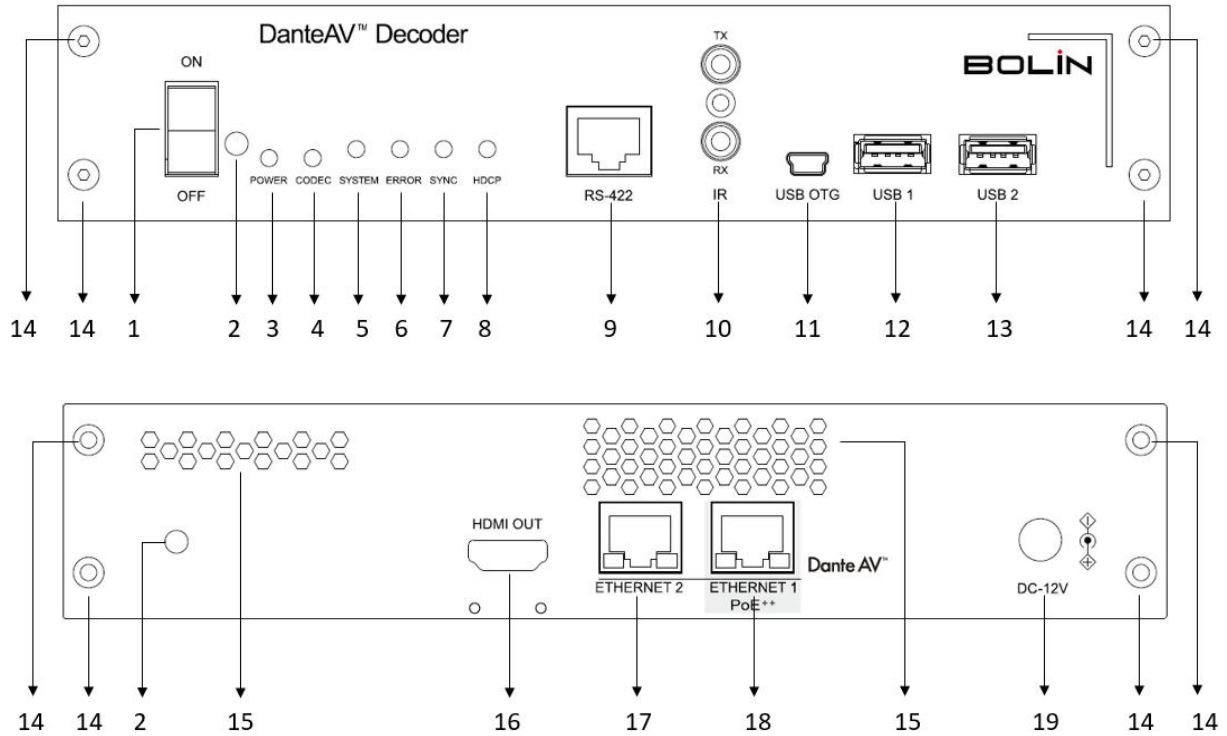 DanteAV™ Decoder
BOLIN
TX
ON
RX
OFF
POWER CODEC SYSTEM ERROR SYNC HDCP
RS-422
IR
USB OTG
USB 1
USB 2
14 14 1 2 3 4 5 6 7 8 9 10 11 12 13 14 14
HDMI OUT
Dante AV™
ETHERNET 2
ETHERNET 1
PoE++
DC-12V
14 14 2 15 16 17 18 15 19 14 14